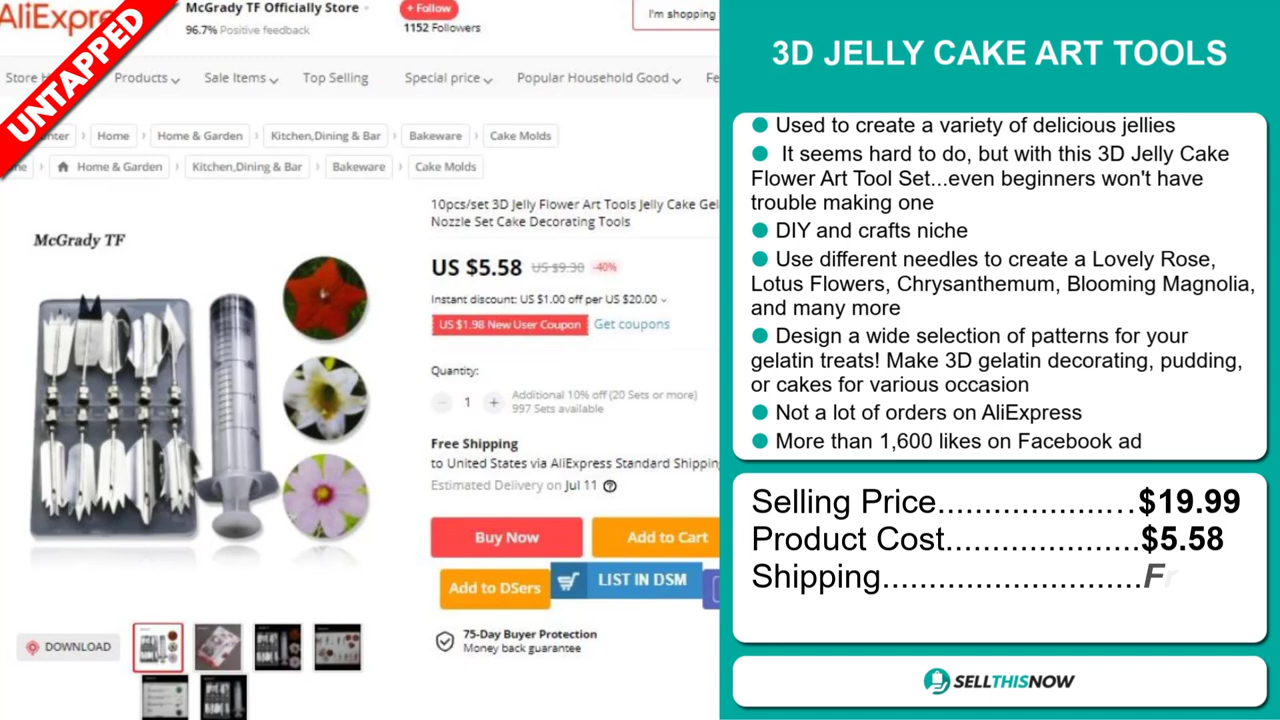 AliExpre
McGrady TF Officially Store
96.7% Positive feedback
+ Follow
1152 Followers
I'm shopping
UNTAPPED
Store H
Products
Sale Items
Top Selling
Special price
Popular Household Good
Fe
nter
Home
Home & Garden
Kitchen,Dining & Bar
Bakeware
Cake Molds
me
Home & Garden
Kitchen,Dining & Bar
Bakeware
Cake Molds
McGrady TF
10pcs/set 3D Jelly Flower Art Tools Jelly Cake Gel
Nozzle Set Cake Decorating Tools
US $5.58 US $9.30 -40%
Instant discount: US $1.00 off per US $20.00
US $1.98 New User Coupon Get coupons
Quantity:
1
Additional 10% off (20 Sets or more)
997 Sets available
Free Shipping
to United States via AliExpress Standard Shipping
Estimated Delivery on Jul 11
Buy Now
Add to Cart
Add to DSers
LIST IN DSM
75-Day Buyer Protection
Money back guarantee
DOWNLOAD
3D JELLY CAKE ART TOOLS
● Used to create a variety of delicious jellies
● It seems hard to do, but with this 3D Jelly Cake
Flower Art Tool Set...even beginners won't have
trouble making one
● DIY and crafts niche
● Use different needles to create a Lovely Rose,
Lotus Flowers, Chrysanthemum, Blooming Magnolia,
and many more
● Design a wide selection of patterns for your
gelatin treats! Make 3D gelatin decorating, pudding,
or cakes for various occasion
● Not a lot of orders on AliExpress
● More than 1,600 likes on Facebook ad
Selling Price.....................$19.99
Product Cost.....................$5.58
Shipping............................Fr
SELLTHISNOW